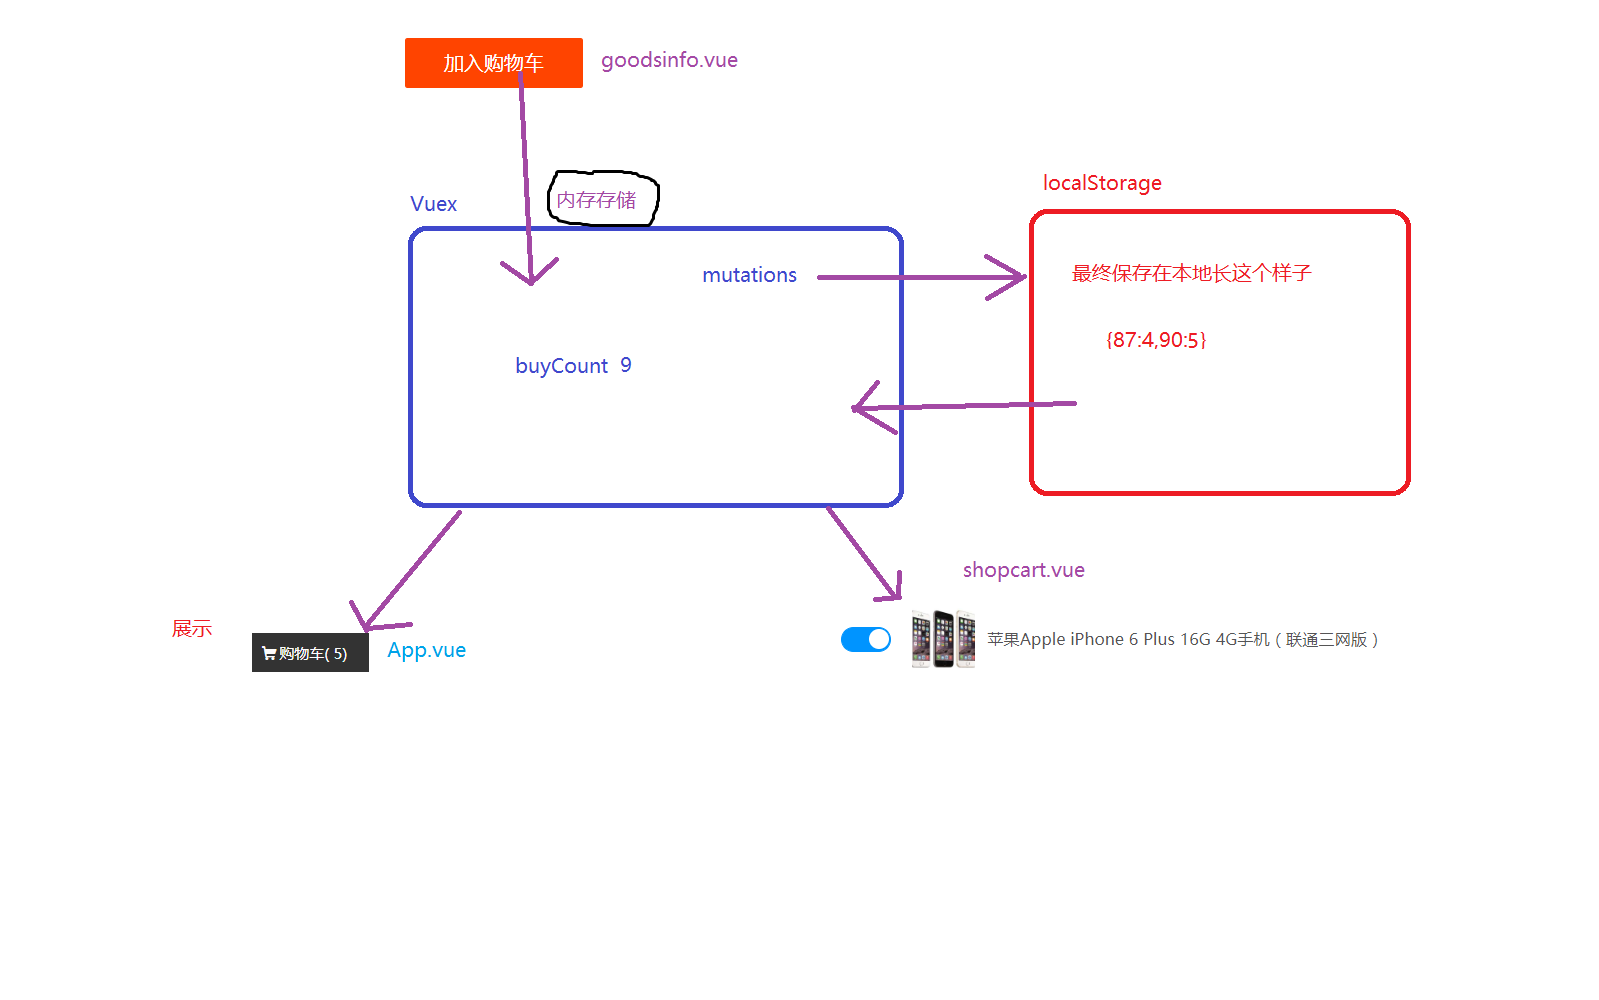 加入购物车
goodsinfo.vue
localStorage
Vuex
内存存储
mutations
最终保存在本地长这个样子
{87:4,90:5}
buyCount 9
shopcart.vue
展示
购物车( 5)
App.vue
苹果Apple iPhone 6 Plus 16G 4G手机（联通三网版）